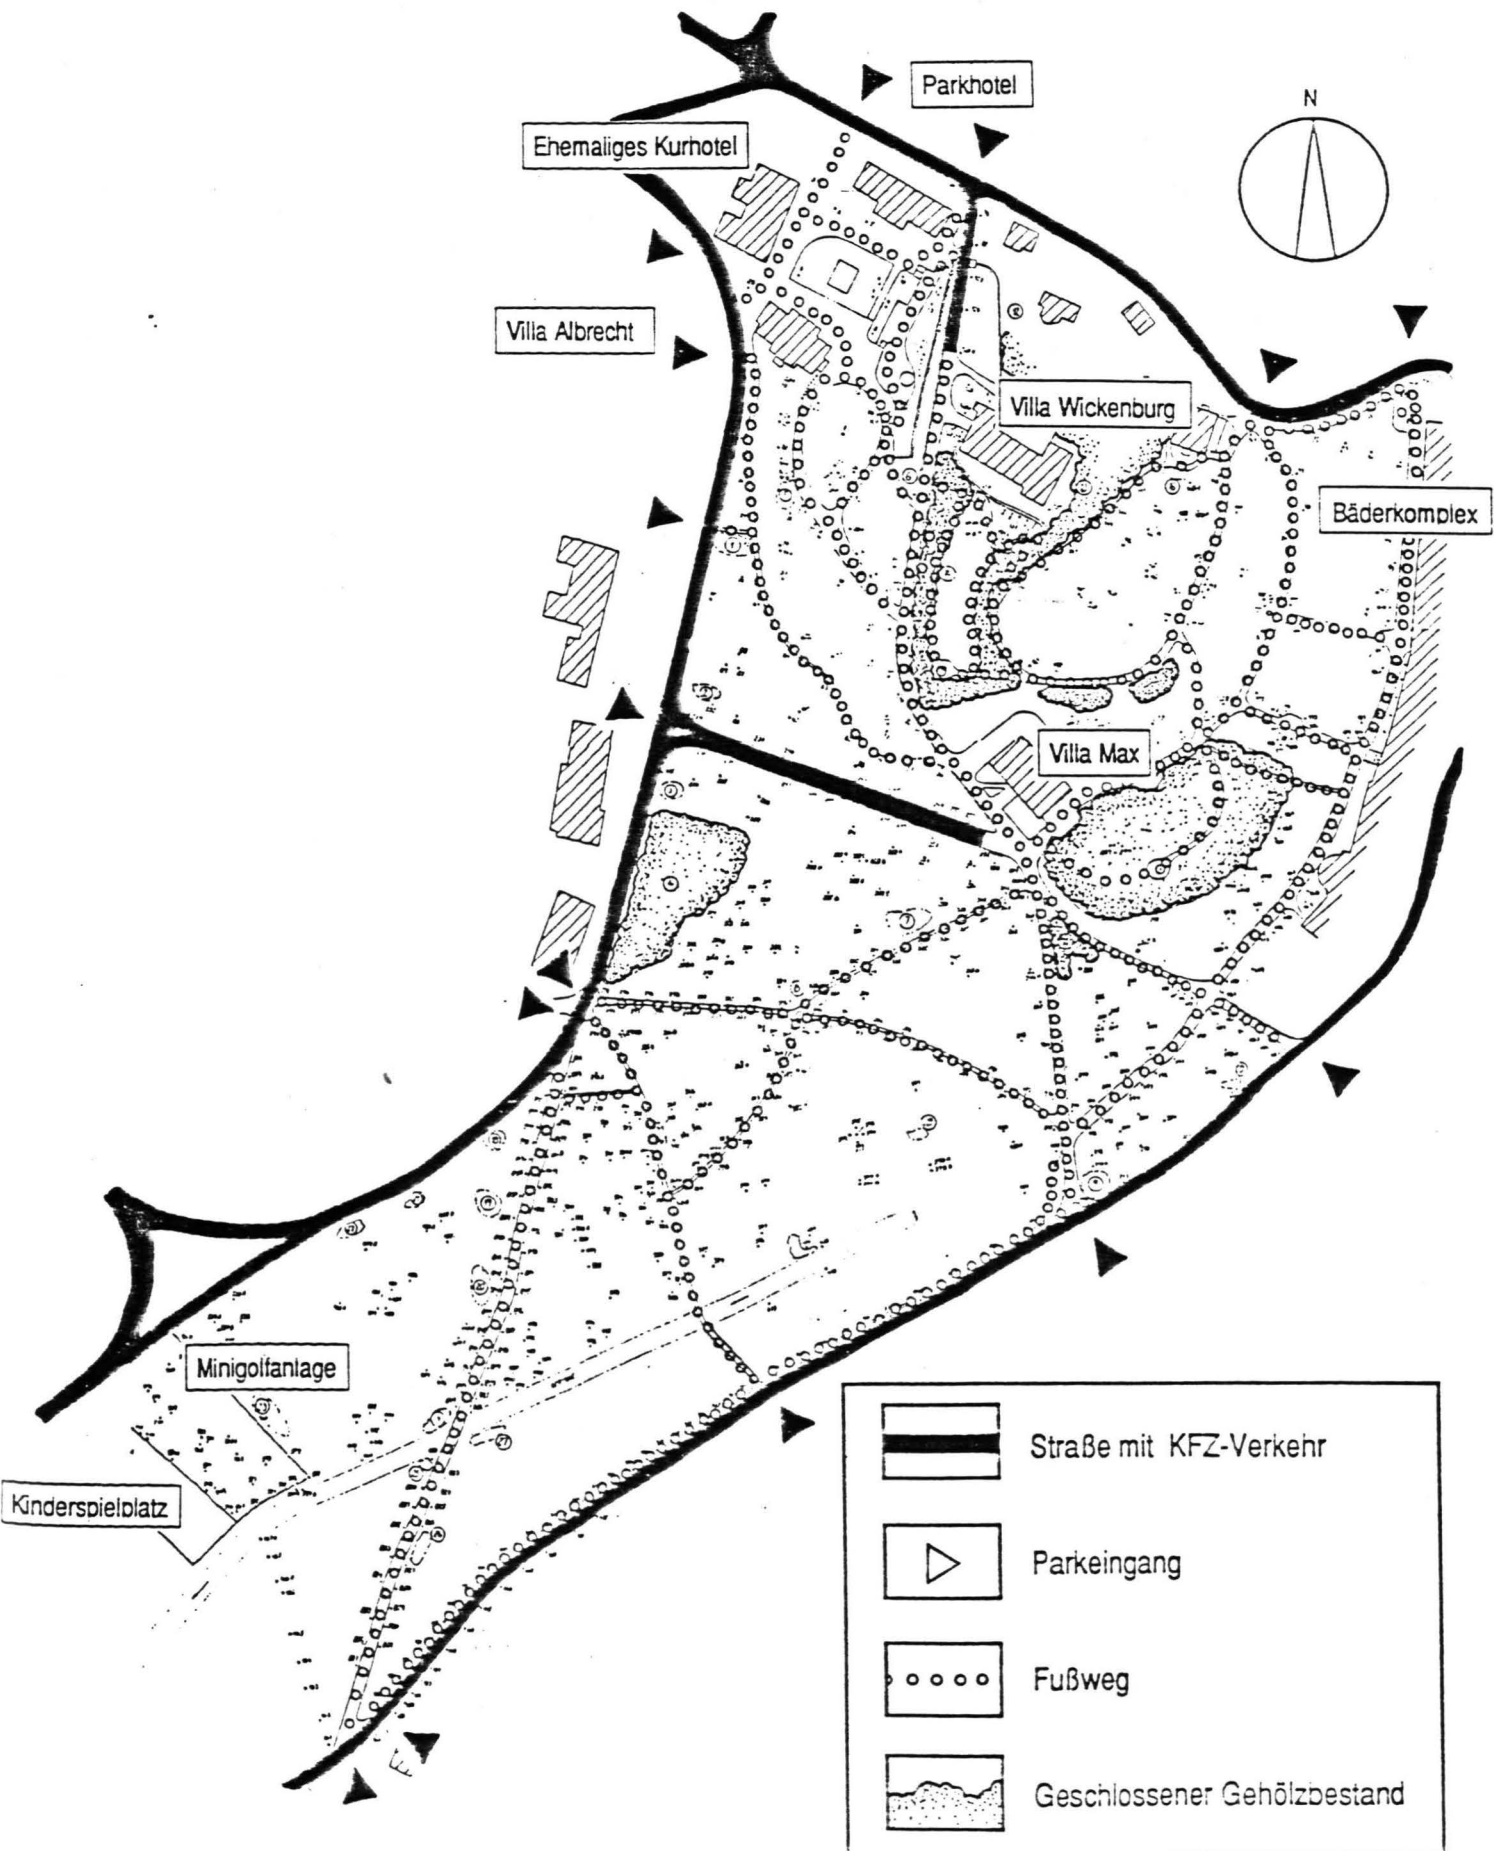 Parkhotel
N
Ehemaliges Kurhotel
Villa Albrecht
Villa Wickenburg
Bäderkomplex
Villa Max
Minigolfanlage
Kinderspielplatz
Straße mit KFZ-Verkehr
Parkeingang
Fußweg
Geschlossener Gehölzbestand